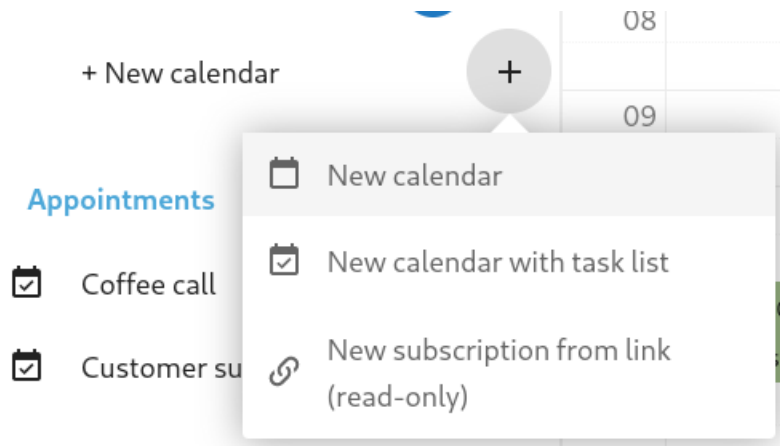 08
+ New calendar
+
09
New calendar
Appointments
New calendar with task list
Coffee call
New subscription from link
(read-only)
Customer su